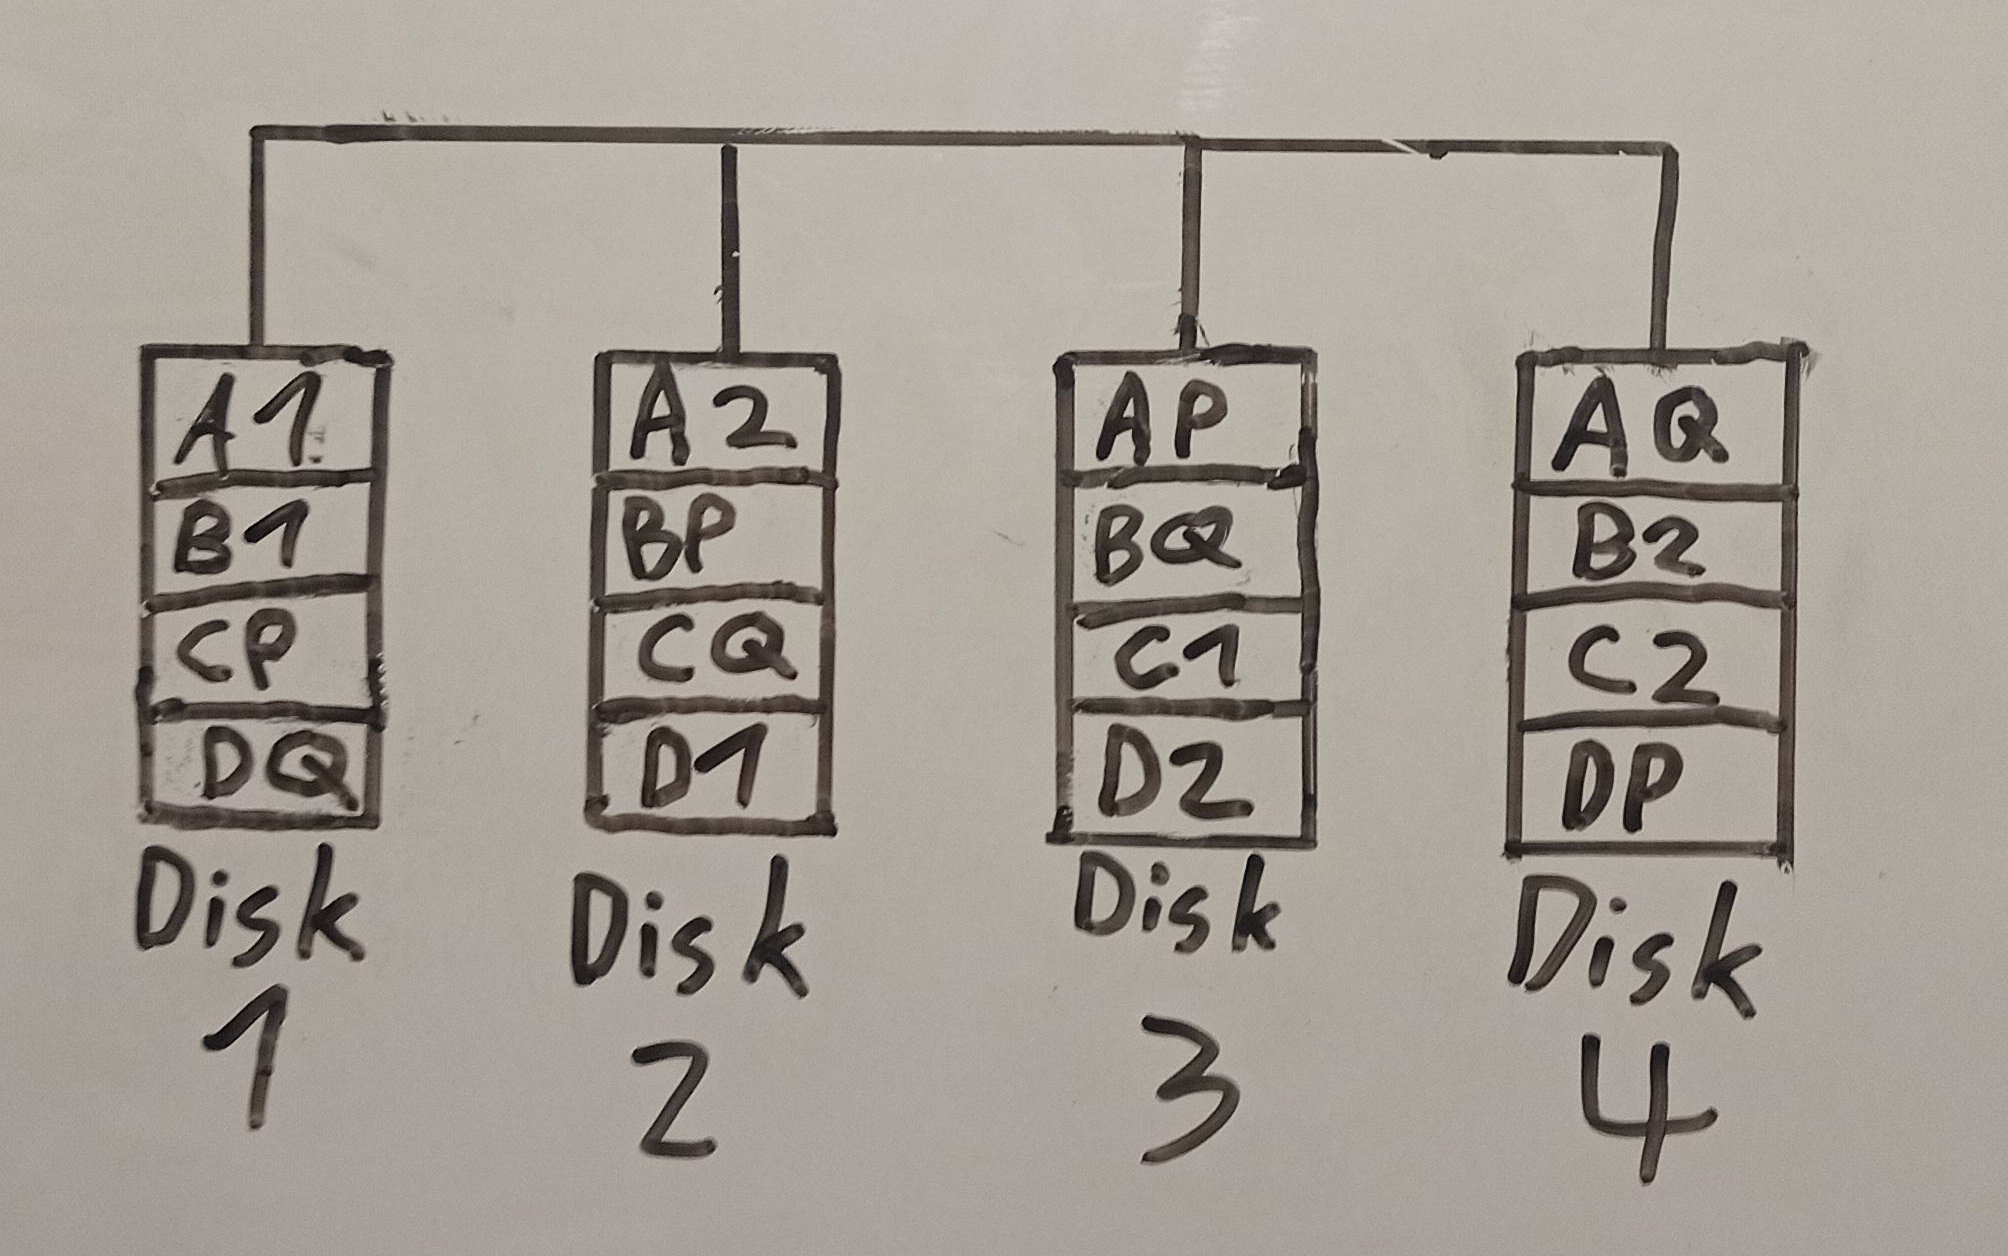 A1 A2 AP AQ
B1 BP BQ B2
CP CQ C1 C2
DQ D1 D2 DP
Disk Disk Disk Disk
1 2 3 4